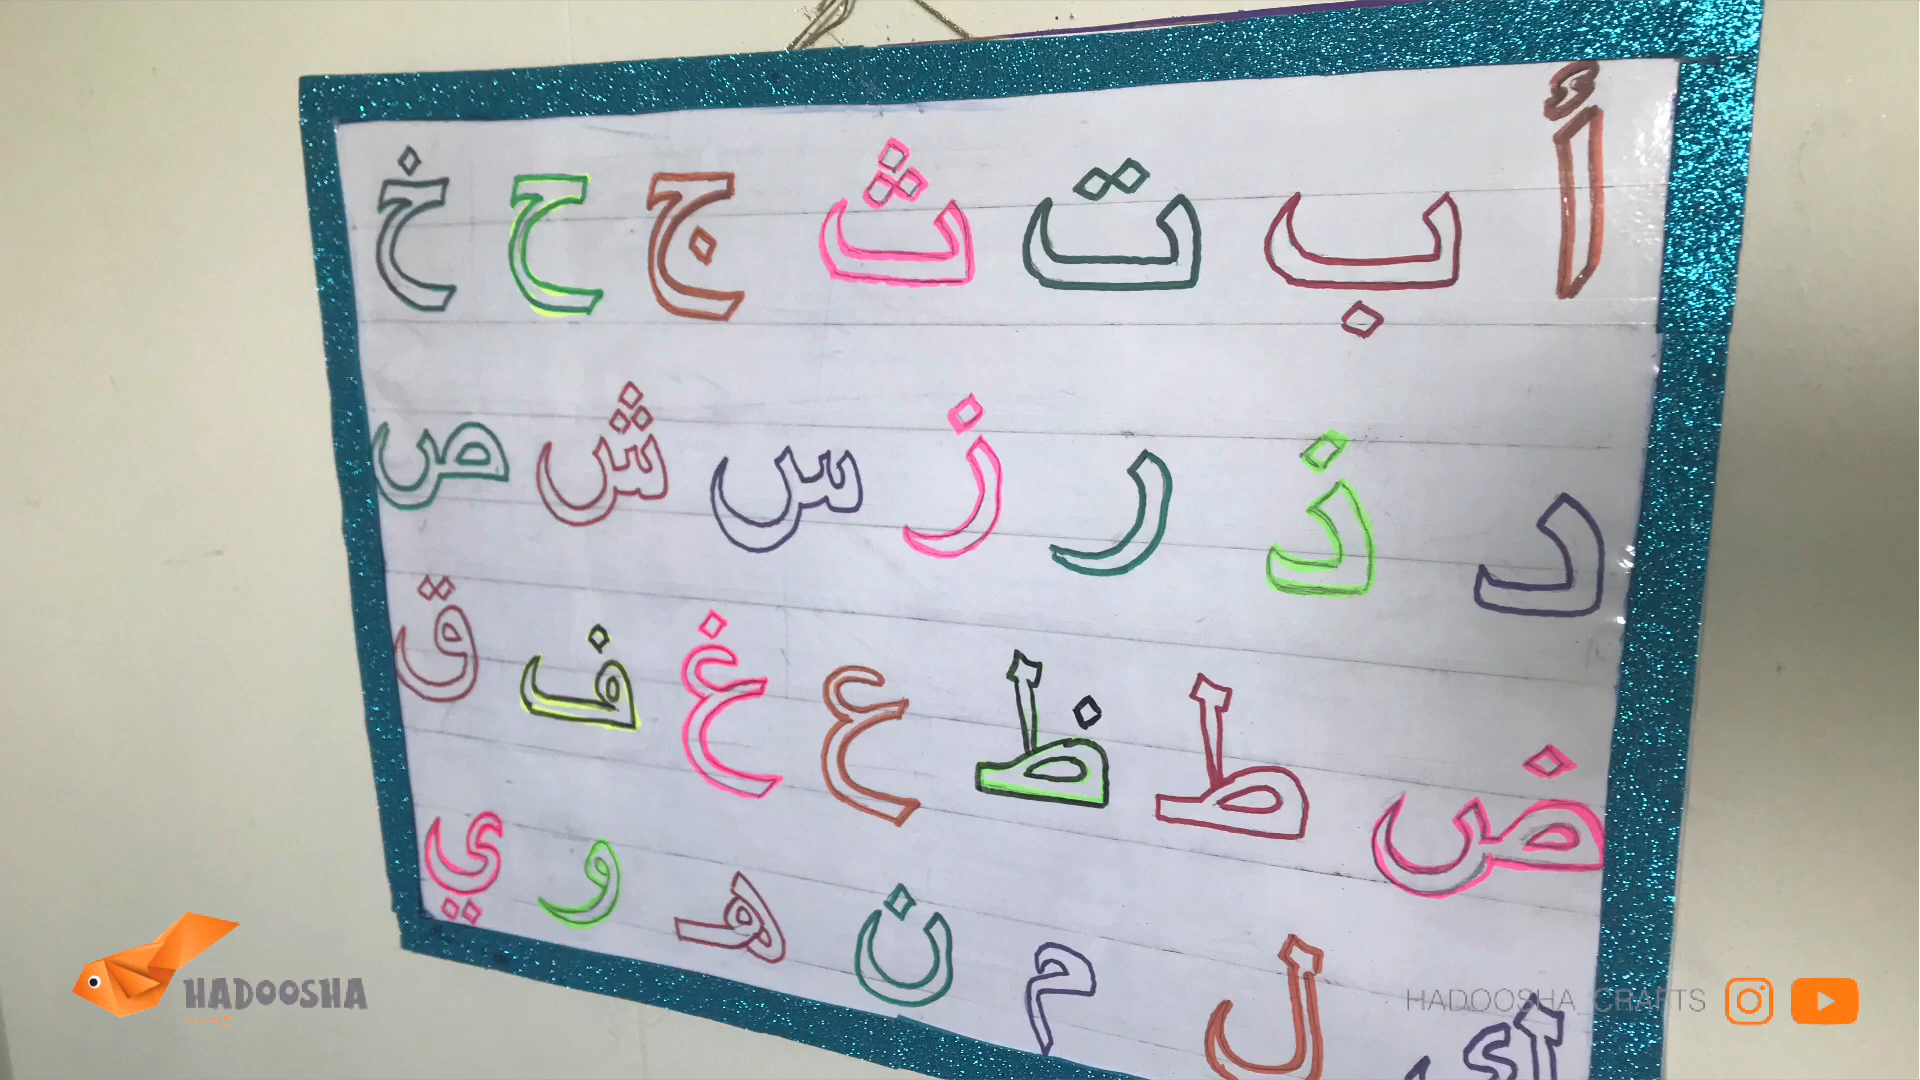 أ ب ت ث ج ح خ
د ذ ر ز س ش ص
ض ط ظ ع غ ف ق
ك ل م ن هـ و ي
HADOOSHA
HADOOSHA_CRAFTS